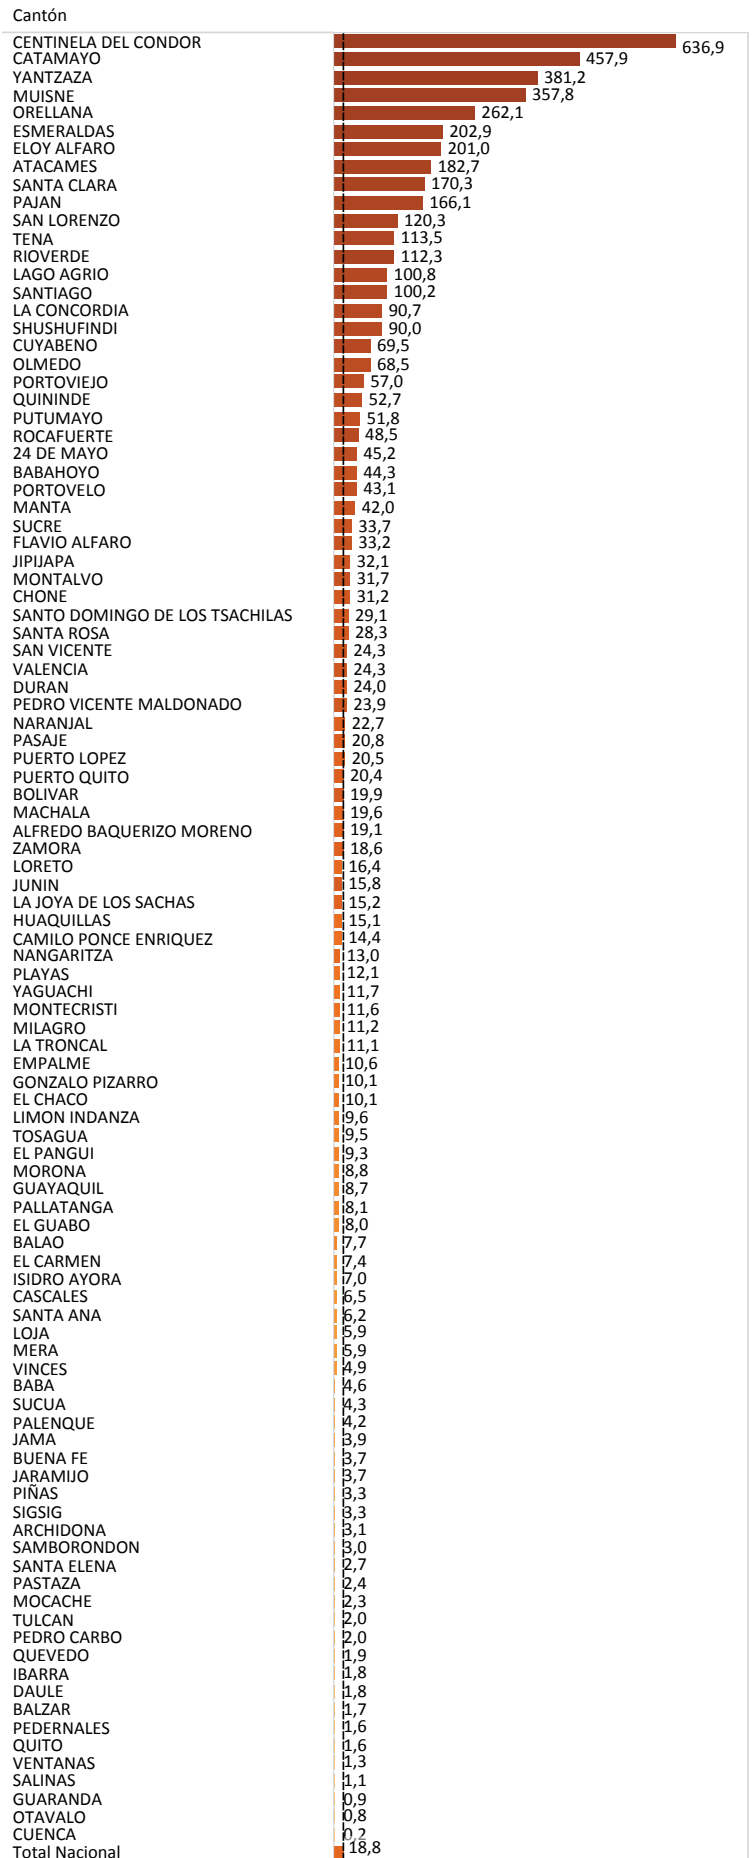 Cantón
CENTINELA DEL CONDOR 636,9
CATAMAYO 457,9
YANTZAZA 381,2
MUISNE 357,8
ORELLANA 262,1
ESMERALDAS 202,9
ELOY ALFARO 201,0
ATACAMES 182,7
SANTA CLARA 170,3
PAJAN 166,1
SAN LORENZO 120,3
TENA 113,5
RIOVERDE 112,3
LAGO AGRIO 100,8
SANTIAGO 100,2
LA CONCORDIA 90,7
SHUSHUFINDI 90,0
CUYABENO 69,5
OLMEDO 68,5
PORTOVIEJO 57,0
QUININDE 52,7
PUTUMAYO 51,8
ROCAFUERTE 48,5
24 DE MAYO 45,2
BABAHOYO 44,3
PORTOVELO 43,1
MANTA 42,0
SUCRE 33,7
FLAVIO ALFARO 33,2
JIPIJAPA 32,1
MONTALVO 31,7
CHONE 31,2
SANTO DOMINGO DE LOS TSACHILAS 29,1
SANTA ROSA 28,3
SAN VICENTE 24,3
VALENCIA 24,3
DURAN 24,0
PEDRO VICENTE MALDONADO 23,9
NARANJAL 22,7
PASAJE 20,8
PUERTO LOPEZ 20,5
PUERTO QUITO 20,4
BOLIVAR 19,9
MACHALA 19,6
ALFREDO BAQUERIZO MORENO 19,1
ZAMORA 18,6
LORETO 16,4
JUNIN 15,8
LA JOYA DE LOS SACHAS 15,2
HUAQUILLAS 15,1
CAMILO PONCE ENRIQUEZ 14,4
NANGARITZA 13,0
PLAYAS 12,1
YAGUACHI 11,7
MONTECRISTI 11,6
MILAGRO 11,2
LA TRONCAL 11,1
EMPALME 10,6
GONZALO PIZARRO 10,1
EL CHACO 10,1
LIMON INDANZA 9,6
TOSAGUA 9,5
EL PANGUI 9,3
MORONA 8,8
GUAYAQUIL 8,7
PALLATANGA 8,1
EL GUABO 8,0
BALAO 7,7
EL CARMEN 7,4
ISIDRO AYORA 7,0
CASCALES 6,5
SANTA ANA 6,2
LOJA 5,9
MERA 5,9
VINCES 4,9
BABA 4,6
SUCUA 4,3
PALENQUE 4,2
JAMA 3,9
BUENA FE 3,7
JARAMIJO 3,7
PIÑAS 3,3
SIGSIG 3,3
ARCHIDONA 3,1
SAMBORONDON 3,0
SANTA ELENA 2,7
PASTAZA 2,4
MOCACHE 2,3
TULCAN 2,0
PEDRO CARBO 2,0
QUEVEDO 1,9
IBARRA 1,8
DAULE 1,8
BALZAR 1,7
PEDERNALES 1,6
QUITO 1,6
VENTANAS 1,3
SALINAS 1,1
GUARANDA 0,9
OTAVALO 0,8
CUENCA 0,2
Total Nacional 18,8